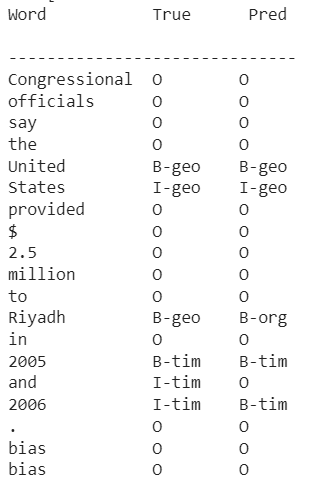 Word True Pred
------------------------------
Congressional O O
officials O O
say O O
the O O
United B-geo B-geo
States I-geo I-geo
provided O O
$ O O
2.5 O O
million O O
to O O
Riyadh B-geo B-org
in O O
2005 B-tim B-tim
and I-tim O
2006 I-tim B-tim
. O O
bias O O
bias O O